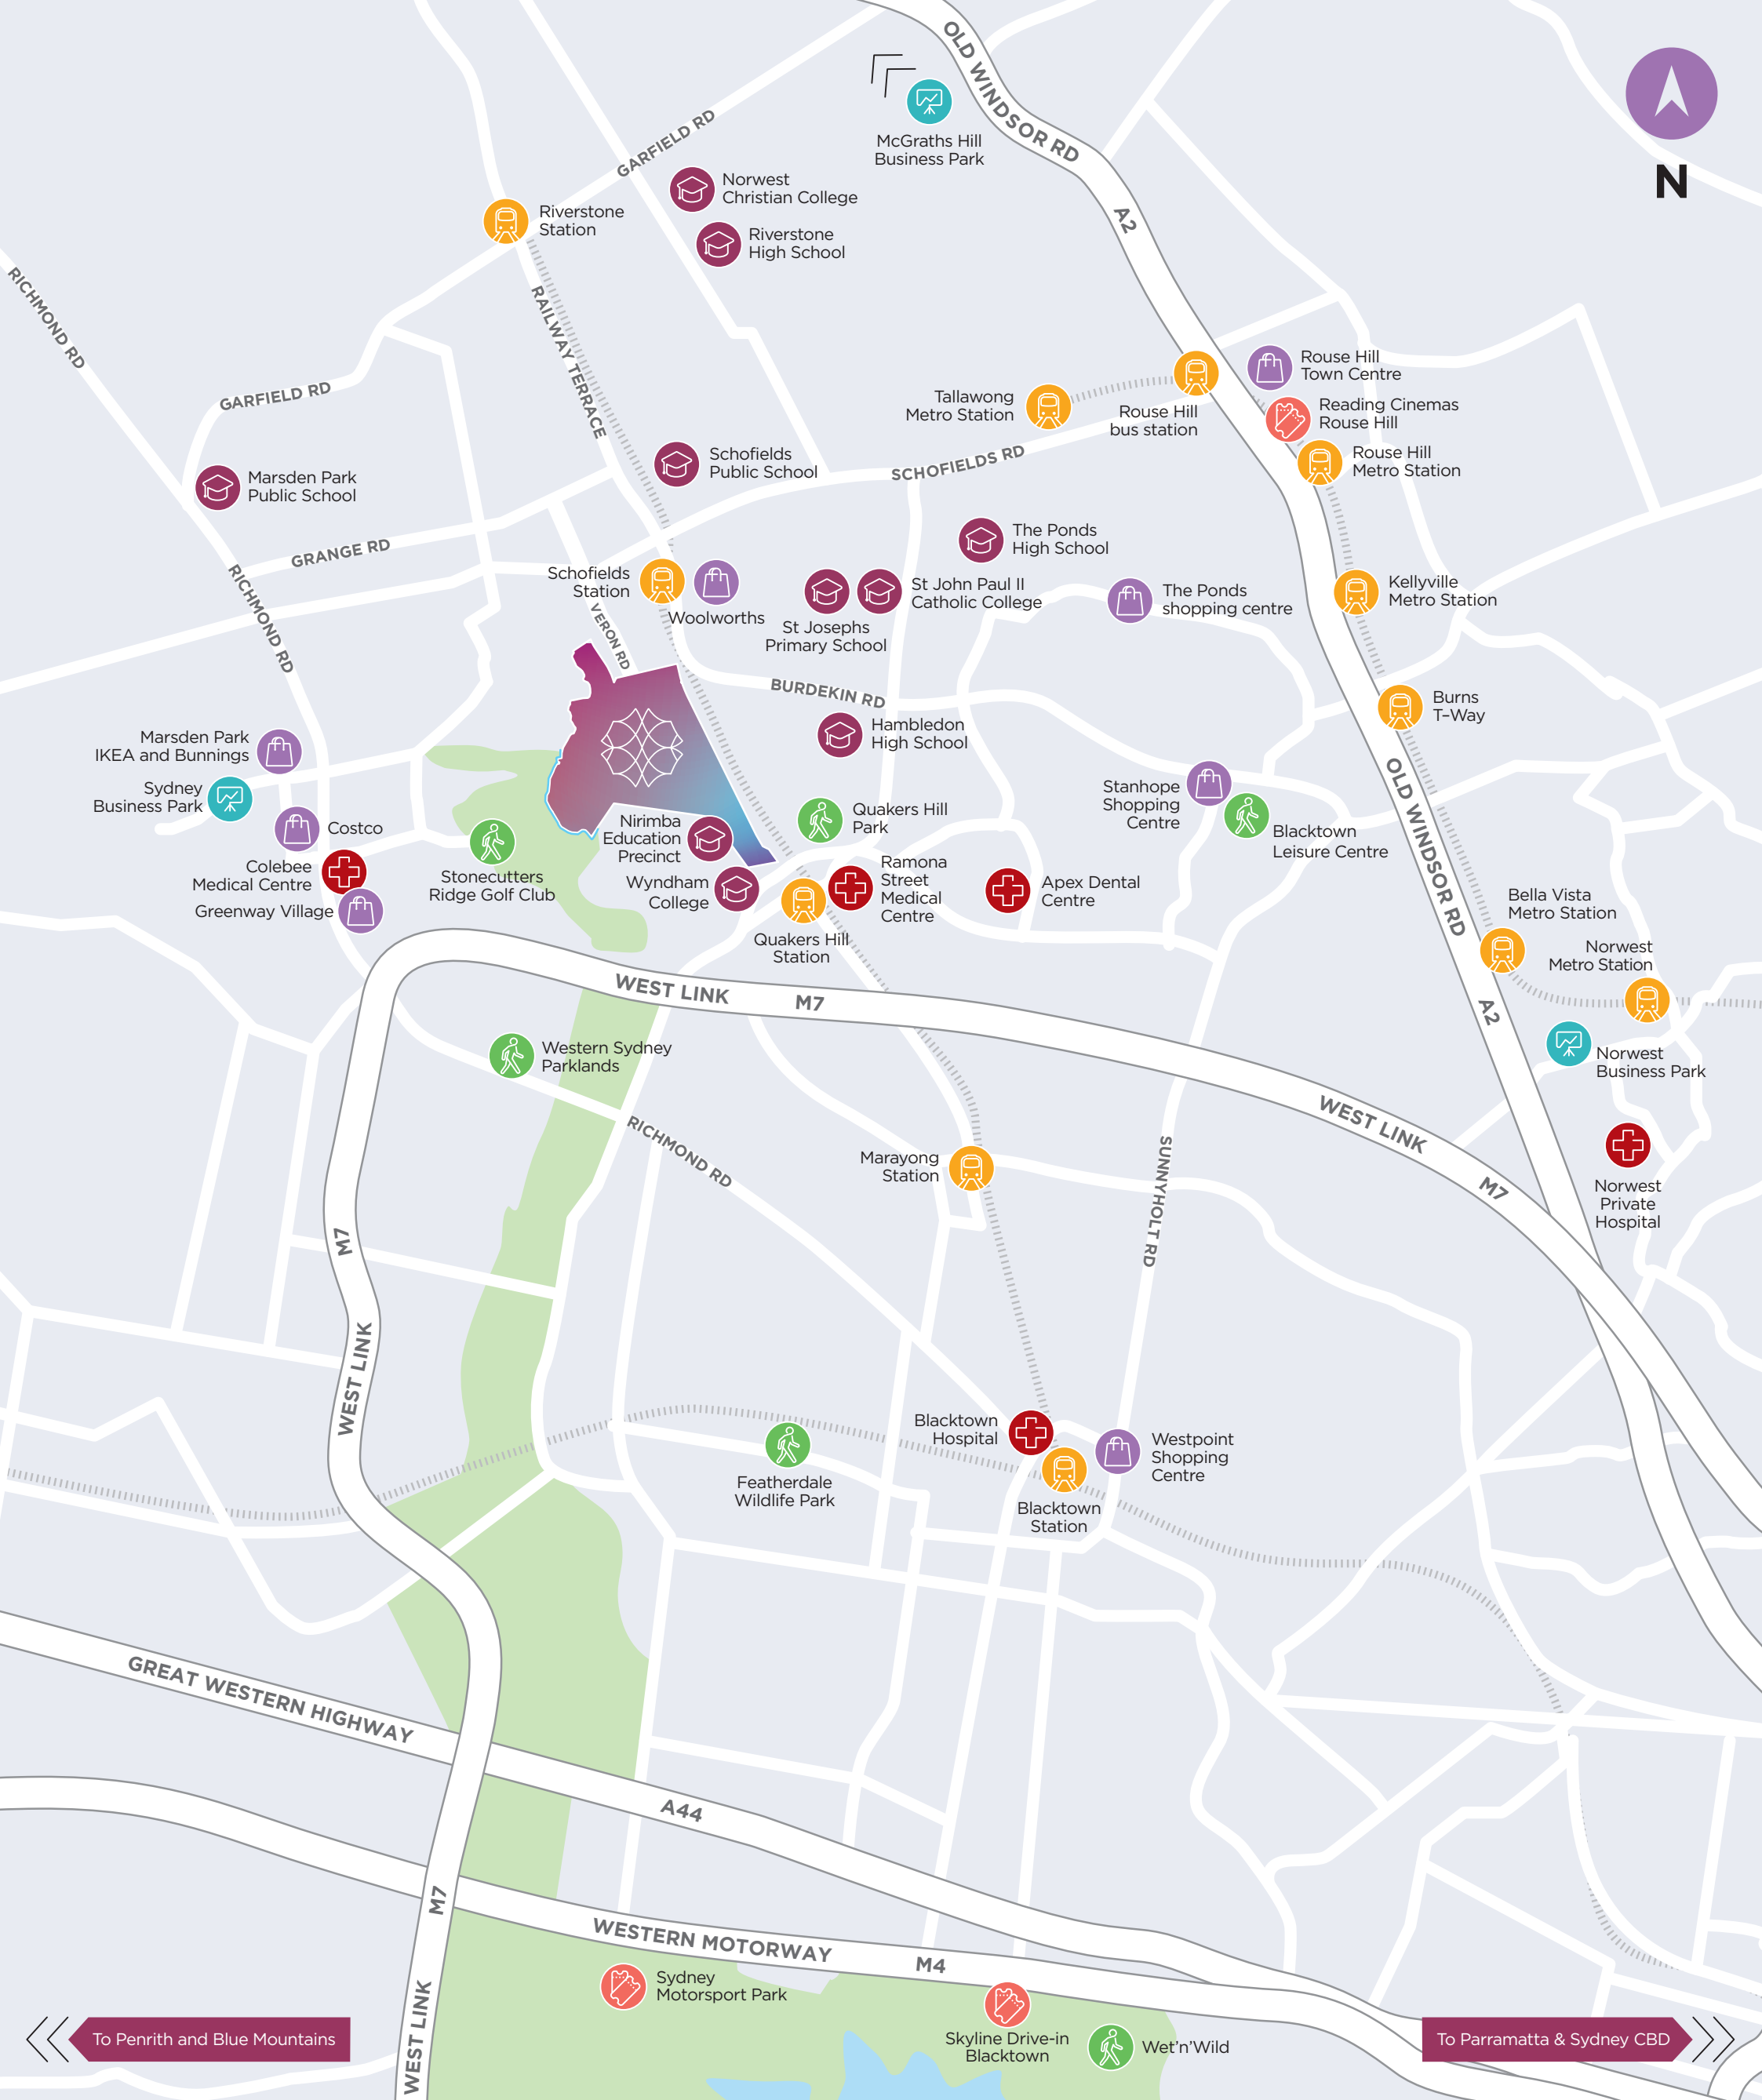 OLD WINDSOR RD
McGraths Hill
Business Park
N
GARFIELD RD
Norwest
Christian College
Riverstone
Station
Riverstone
High School
A2
RICHMOND RD
RAILWAY TERRACE
GARFIELD RD
Rouse Hill
Town Centre
Tallawong
Metro Station
Rouse Hill
bus station
Reading Cinemas
Rouse Hill
Rouse Hill
Metro Station
SCHOFIELDS RD
Schofields
Public School
Marsden Park
Public School
GRANGE RD
The Ponds
High School
RICHMOND RD
Schofields
Station
Woolworths
VERON RD
St John Paul II
Catholic College
St Josephs
Primary School
The Ponds
shopping centre
Kellyville
Metro Station
BURDEKIN RD
Burns
T-Way
Hambledon
High School
Marsden Park
IKEA and Bunnings
Sydney
Business Park
Costco
Colebee
Medical Centre
Greenway Village
Stonecutters
Ridge Golf Club
Nirimba
Education
Precinct
Wyndham
College
Quakers Hill
Park
Ramona
Street
Medical
Centre
Quakers Hill
Station
Apex Dental
Centre
Stanhope
Shopping
Centre
Blacktown
Leisure Centre
OLD WINDSOR RD
Bella Vista
Metro Station
Norwest
Metro Station
A2
Norwest
Business Park
WEST LINK
M7
Western Sydney
Parklands
RICHMOND RD
WEST LINK
M7
Norwest
Private
Hospital
Marayong
Station
SUNNYHOLT RD
M7
WEST LINK
Blacktown
Hospital
Westpoint
Shopping
Centre
Blacktown
Station
Featherdale
Wildlife Park
GREAT WESTERN HIGHWAY
A44
M7
WESTERN MOTORWAY
M4
Sydney
Motorsport Park
WEST LINK
Skyline Drive-in
Blacktown
Wet'n'Wild
To Penrith and Blue Mountains
To Parramatta & Sydney CBD